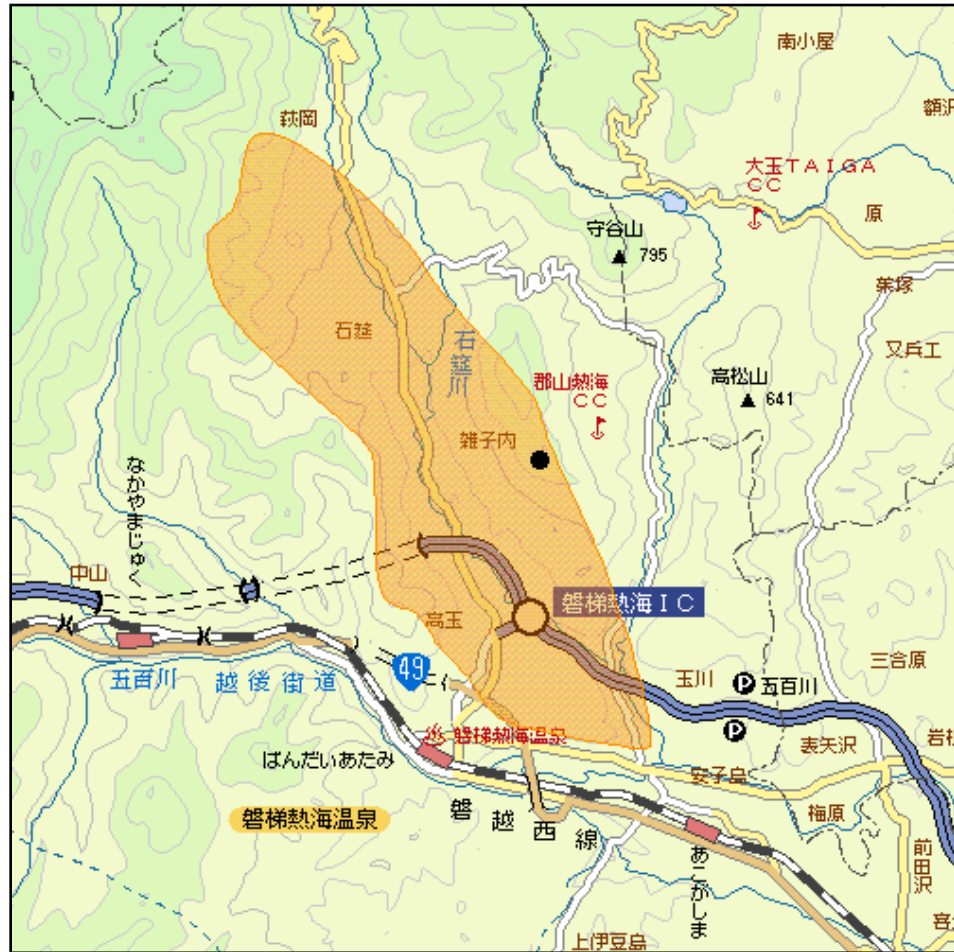 南小屋
額沢
萩岡
大玉ＴＡＩＧＡ
ＣＣ
原
守谷山
795
葉塚
石筵
石筵川
又兵エ
郡山熱海
ＣＣ
高松山
641
雑子内
なかやまじゅく
中山
磐梯熱海ＩＣ
高玉
三合原
49
玉川
五百川
越後街道
P
五百川
P
磐梯熱海温泉
表矢沢
ばんだいあたみ
安子島
磐梯熱海温泉
磐越西線
梅原
前田沢
あこがしま
上伊豆島